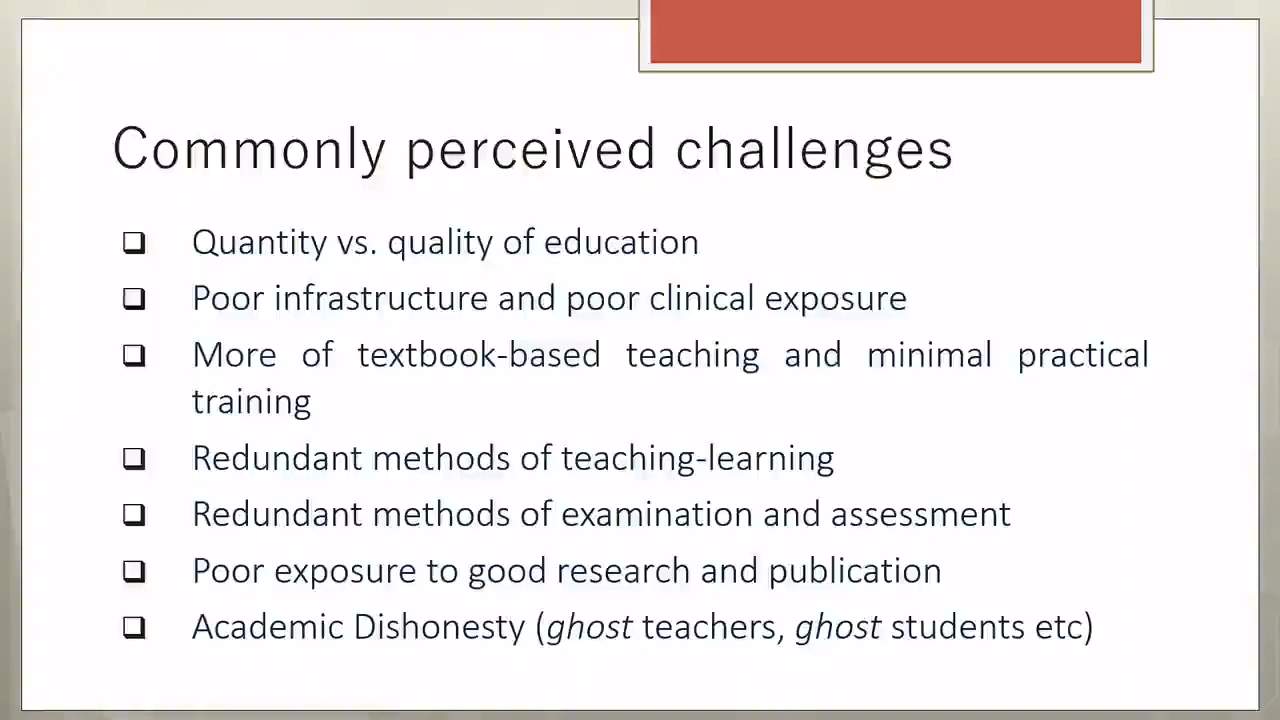 Commonly perceived challenges
❑ Quantity vs. quality of education
❑ Poor infrastructure and poor clinical exposure
❑ More of textbook-based teaching and minimal practical
training
❑ Redundant methods of teaching-learning
❑ Redundant methods of examination and assessment
❑ Poor exposure to good research and publication
❑ Academic Dishonesty (ghost teachers, ghost students etc)